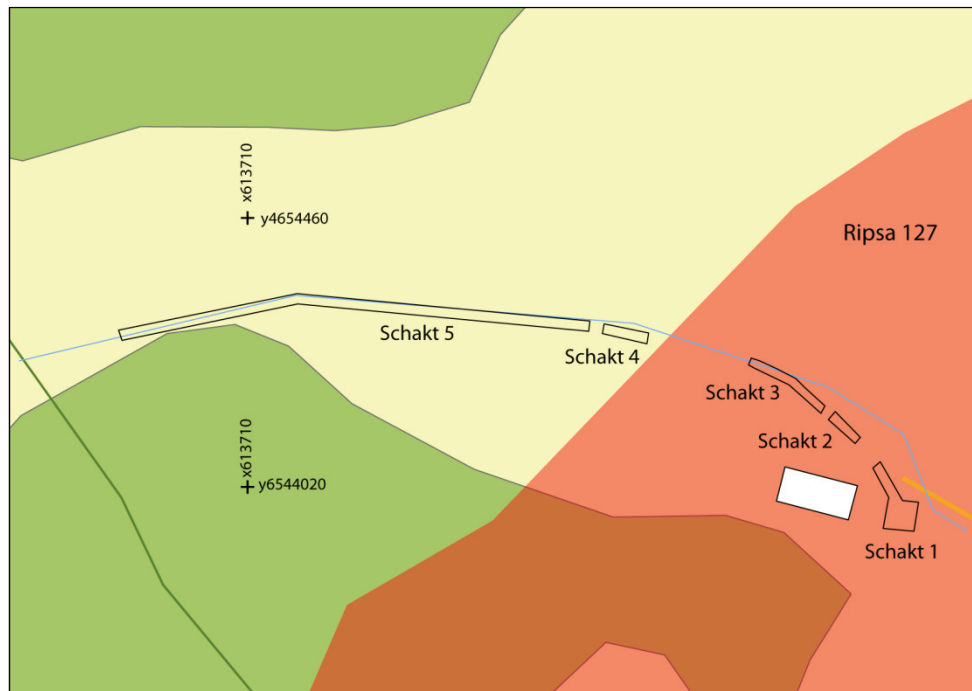 x613710
y4654460
Ripsa 127
Schakt 5
Schakt 4
Schakt 3
Schakt 2
x613710
y6544020
Schakt 1